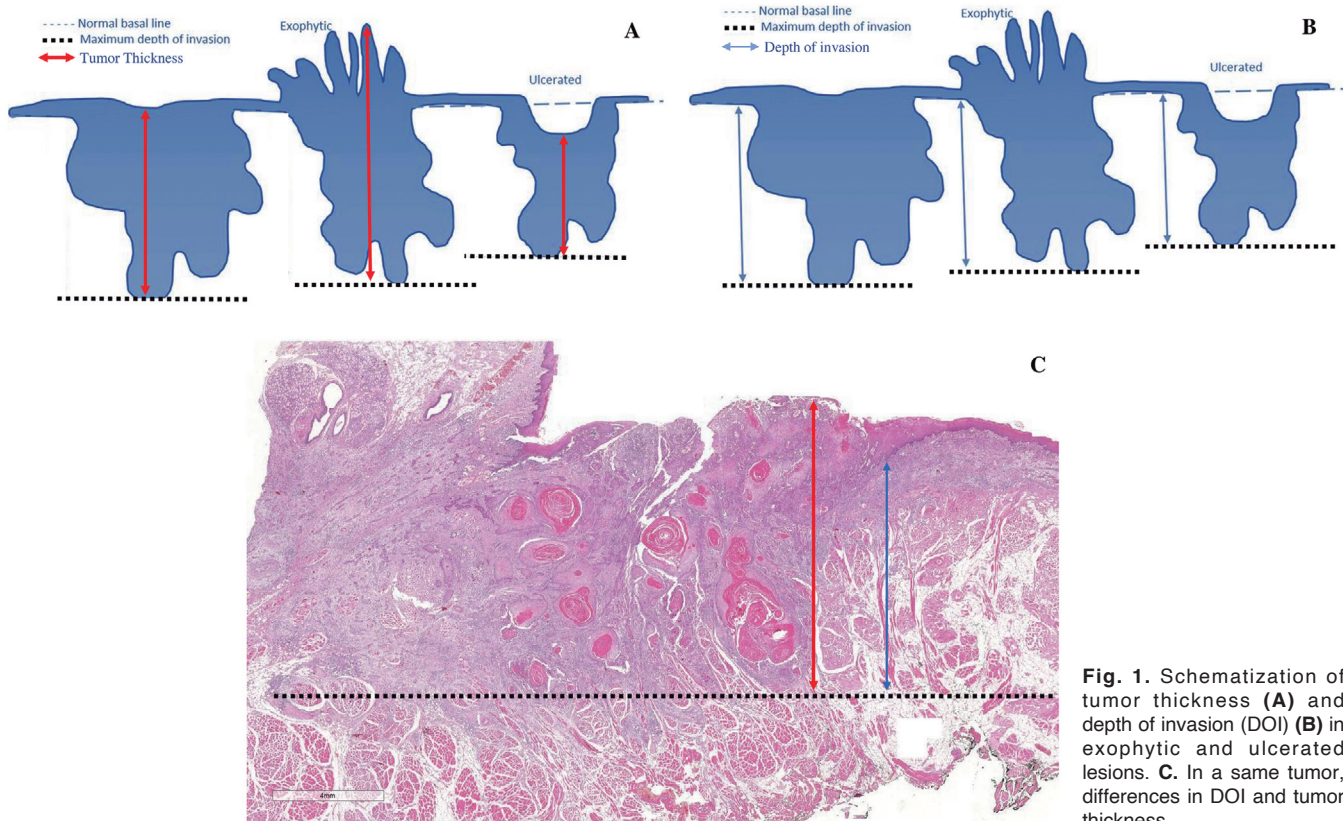 Normal basal line
Maximum depth of invasion
Tumor Thickness
Exophytic
Ulcerated
A
Normal basal line
Maximum depth of invasion
Depth of invasion
Exophytic
Ulcerated
B
C
4mm
Fig. 1. Schematization of
tumor thickness (A) and
depth of invasion (DOI) (B) in
exophytic and ulcerated
lesions. C. In a same tumor,
differences in DOI and tumor
thickness